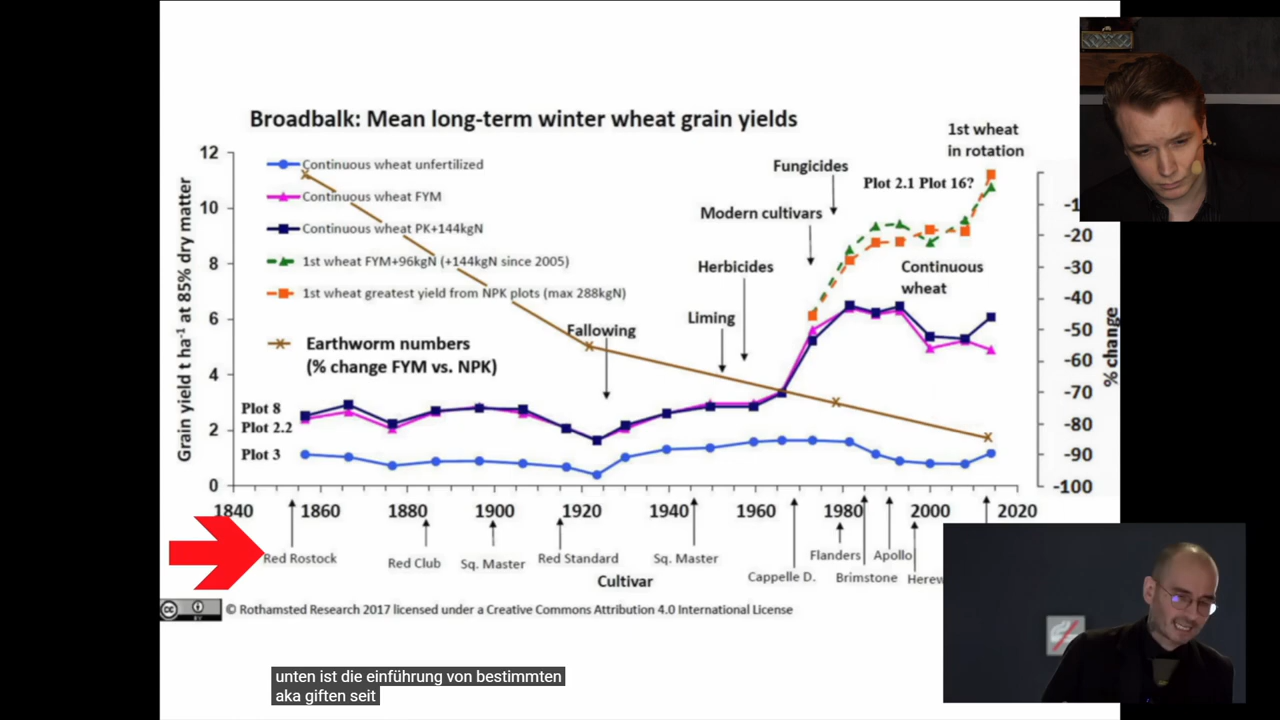 Broadbalk: Mean long-term winter wheat grain yields
1st wheat
in rotation
12
Continuous wheat unfertilized
Fungicides
Plot 2.1 Plot 16?
Continuous wheat FYM
10
-1
Modern cultivars
Continuous wheat PK+144kgN
-20
8
1st wheat FYM+96kgN (+144kgN since 2005)
Herbicides
Continuous
wheat
-30
1st wheat greatest yield from NPK plots (max 288kgN)
-40
6
Liming
Fallowing
-50
Earthworm numbers
(% change FYM vs. NPK)
-60
4
-70
Plot 8
Plot 2.2
2
-80
Plot 3
-90
0
-100
Grain yield t ha-1 at 85% dry matter
% change
1840
1860
1880
1900
1920
1940
1960
1980
2000
2020
Red Rostock
Red Club
Sq. Master
Red Standard
Sq. Master
Cappelle D.
Flanders
Brimstone
Apollo
Herew
Cultivar
cc
BY
© Rothamsted Research 2017 licensed under a Creative Commons Attribution 4.0 International License
unten ist die einführung von bestimmten
aka giften seit